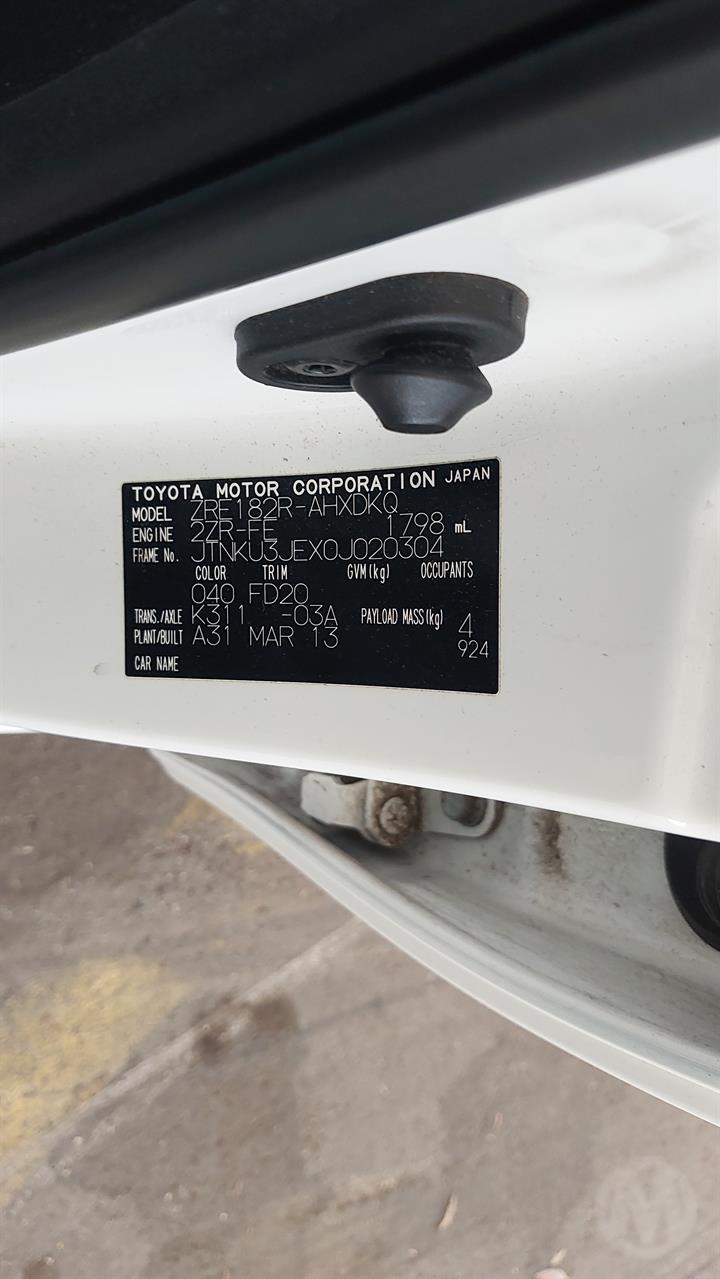 TOYOTA MOTOR CORPORATION JAPAN
MODEL ZRE182R-AHXDKQ
ENGINE 2ZR-FE 1798 mL
FRAME No. JTNKU3JEX0J020304
COLOR TRIM GVM(kg) OCCUPANTS
040 FD20
TRANS./AXLE K311 -03A PAYLOAD MASS(kg) 4
PLANT/BUILT A31 MAR 13 924
CAR NAME
M